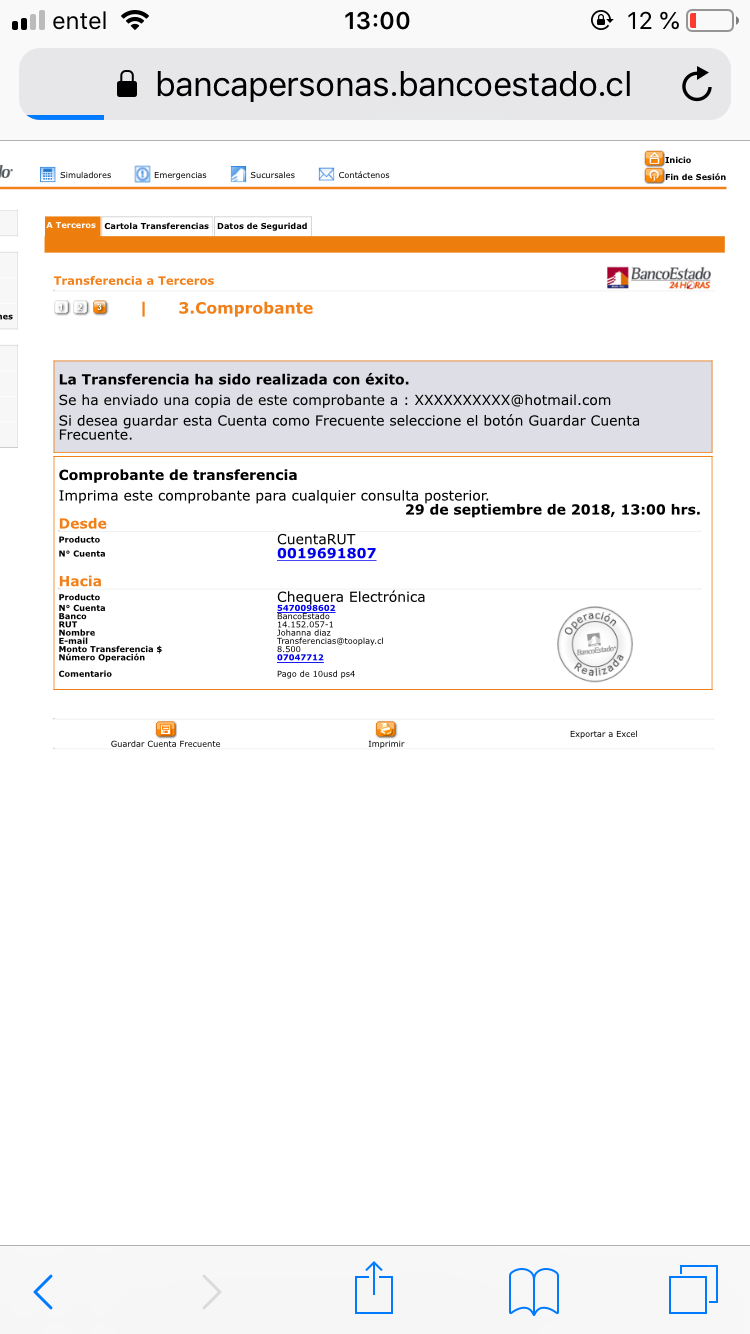 entel 13:00 12 %
bancapersonas.bancoestado.cl
do Simuladores Emergencias Sucursales Contáctenos
Inicio
Fin de Sesión
A Terceros Cartola Transferencias Datos de Seguridad
Transferencia a Terceros
BancoEstado
24 HORAS
1 2 3 | 3.Comprobante
nes
La Transferencia ha sido realizada con éxito.
Se ha enviado una copia de este comprobante a : XXXXXXXXXX@hotmail.com
Si desea guardar esta Cuenta como Frecuente seleccione el botón Guardar Cuenta
Frecuente.
Comprobante de transferencia
Imprima este comprobante para cualquier consulta posterior.
29 de septiembre de 2018, 13:00 hrs.
Desde
Producto CuentaRUT
N° Cuenta 0019691807
Hacia
Producto Chequera Electrónica
N° Cuenta 5470098602
Banco BancoEstado
RUT 14.152.057-1
Nombre Johanna diaz
E-mail Transferencias@tooplay.cl
Monto Transferencia $ 8.500
Número Operación 07047712
Comentario Pago de 10usd ps4
Operación
BancoEstado
Realizada
Guardar Cuenta Frecuente Imprimir Exportar a Excel